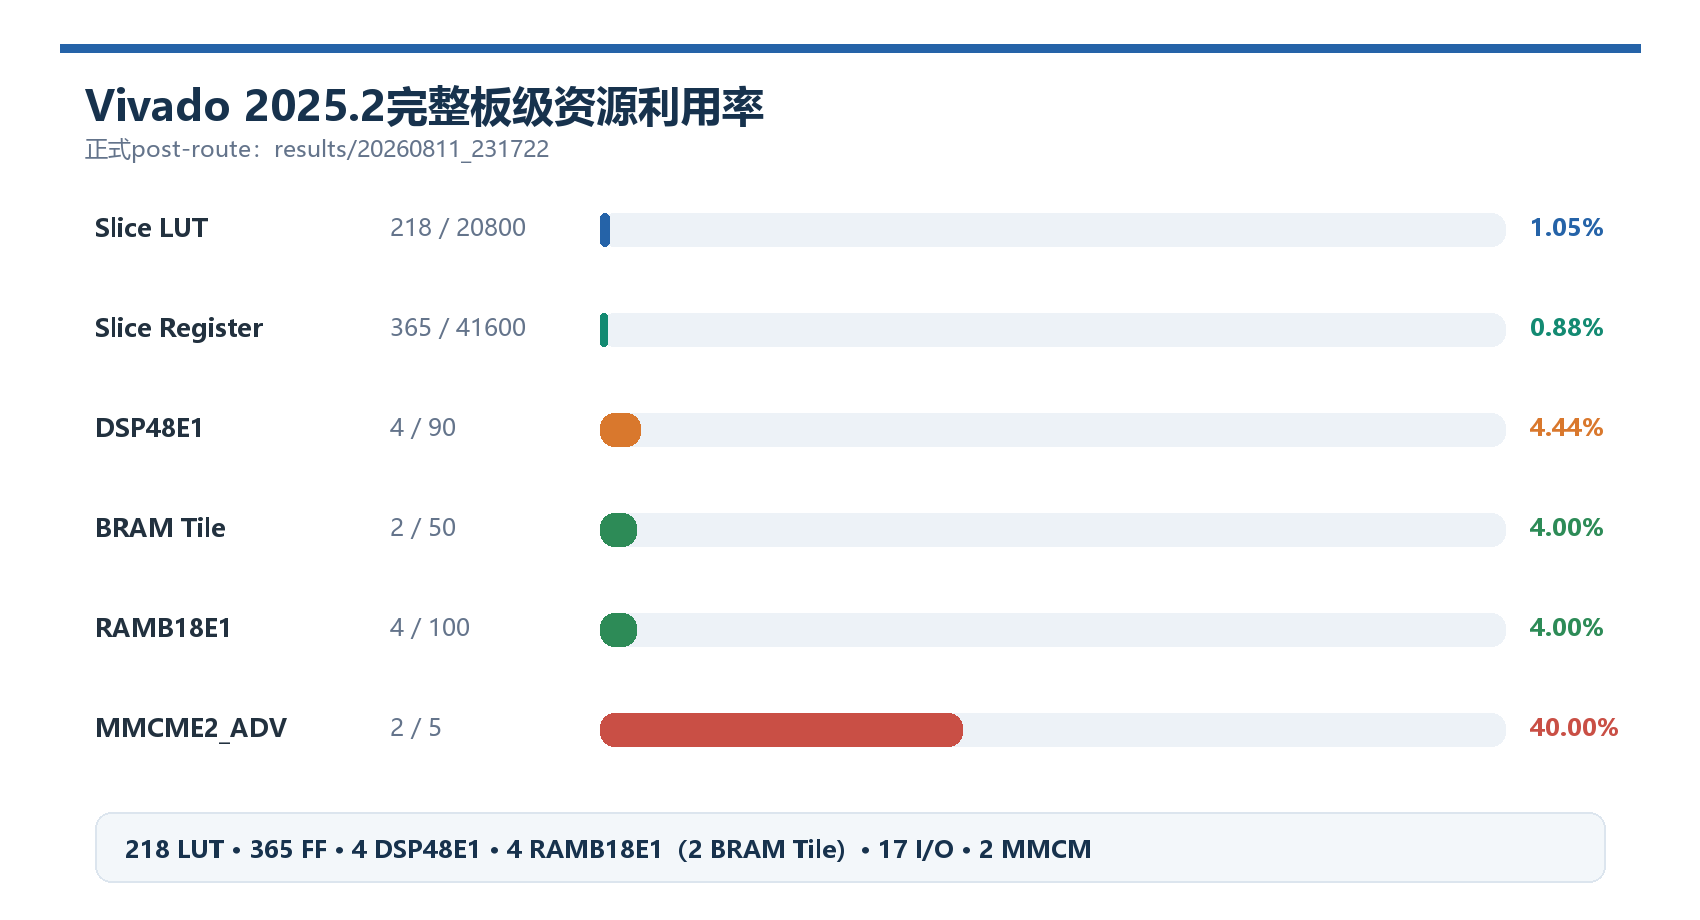 Vivado 2025.2完整板级资源利用率
正式post-route：results/20260811_231722
Slice LUT 218 / 20800 1.05%
Slice Register 365 / 41600 0.88%
DSP48E1 4 / 90 4.44%
BRAM Tile 2 / 50 4.00%
RAMB18E1 4 / 100 4.00%
MMCME2_ADV 2 / 5 40.00%
218 LUT • 365 FF • 4 DSP48E1 • 4 RAMB18E1（2 BRAM Tile） • 17 I/O • 2 MMCM